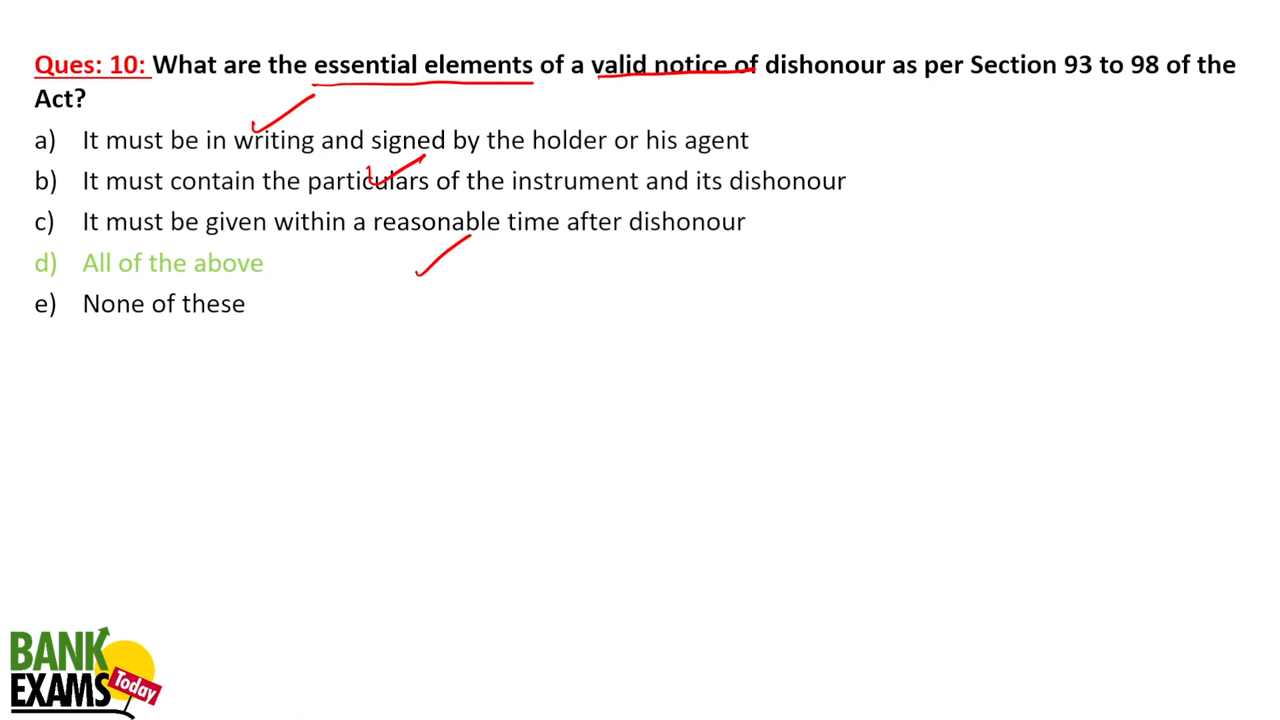 Ques: 10: What are the essential elements of a valid notice of dishonour as per Section 93 to 98 of the
Act?
a) It must be in writing and signed by the holder or his agent
b) It must contain the particulars of the instrument and its dishonour
c) It must be given within a reasonable time after dishonour
d) All of the above
e) None of these
BANK
EXAMS
Today